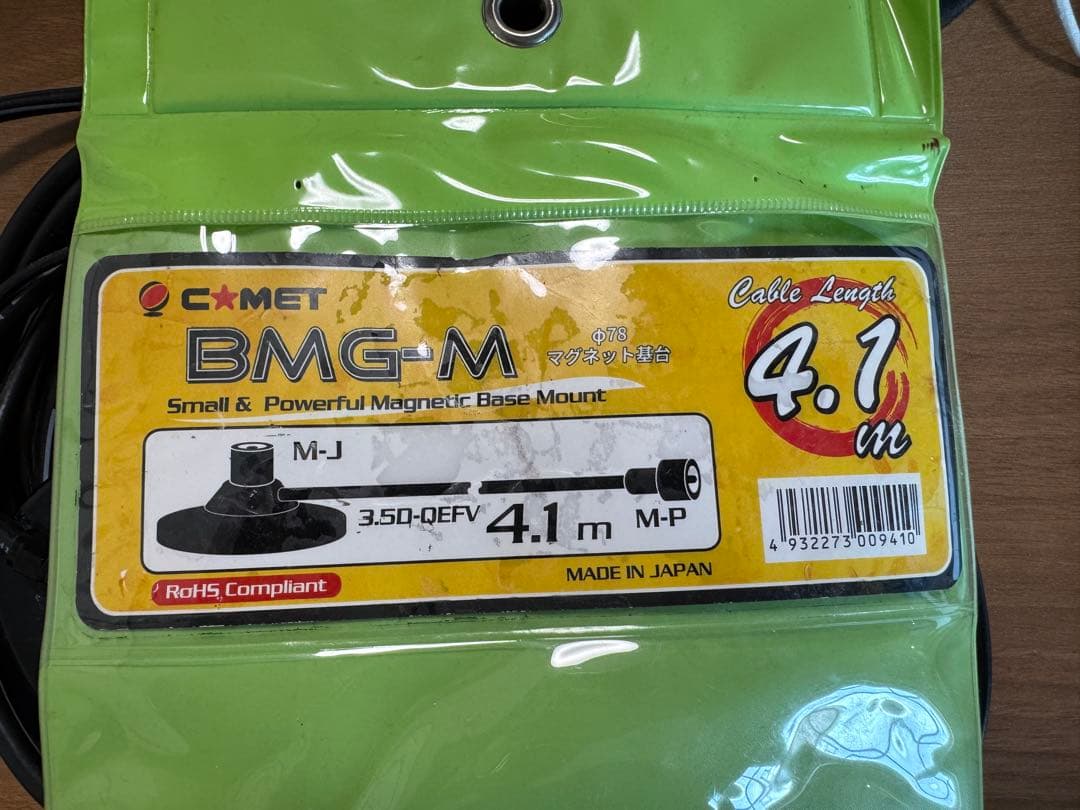 C★MET
BMG-M
φ78
マグネット基台
Small & Powerful Magnetic Base Mount
Cable Length
4.1
m
M-J
3.5D-QEFV
4.1 m
M-P
4 932273 009410
RoHS Compliant
MADE IN JAPAN